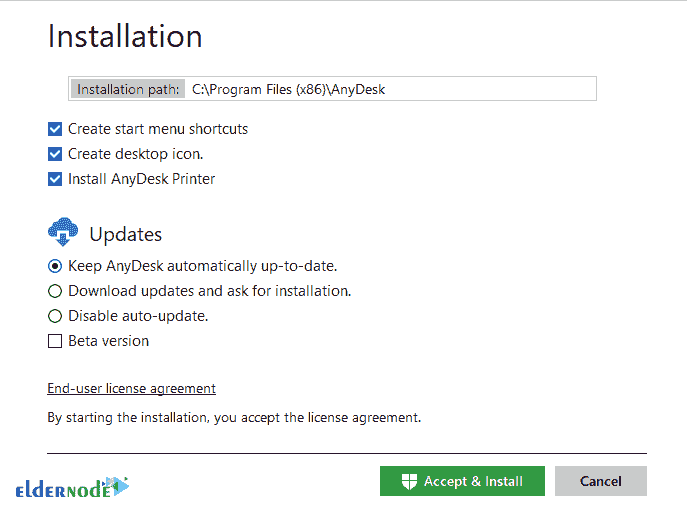 Installation
Installation path: C:\Program Files (x86)\AnyDesk
Create start menu shortcuts
Create desktop icon.
Install AnyDesk Printer
Updates
Keep AnyDesk automatically up-to-date.
Download updates and ask for installation.
Disable auto-update.
Beta version
End-user license agreement
By starting the installation, you accept the license agreement.
eldernode
Accept & Install
Cancel